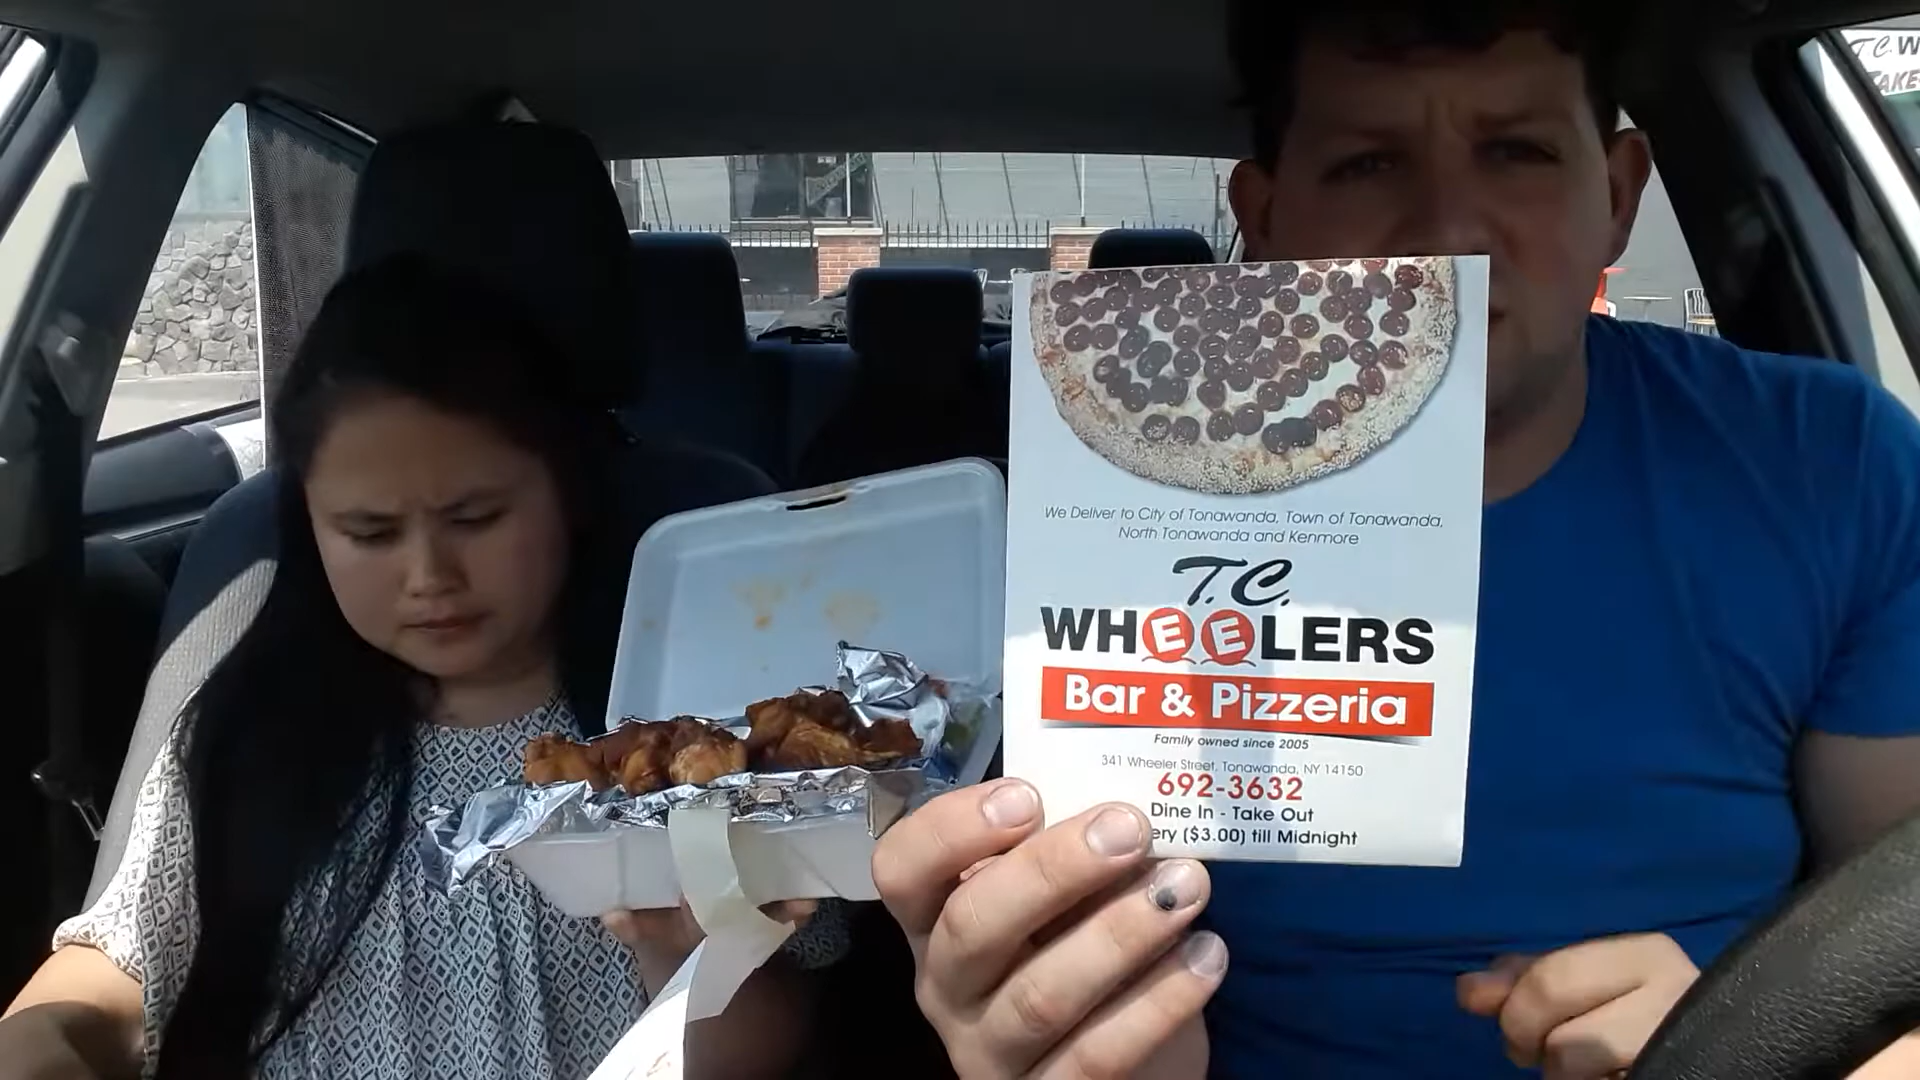 We Deliver to City of Tonawanda, Town of Tonawanda,
North Tonawanda and Kenmore
T.C.
WHEELERS
Bar & Pizzeria
Family owned since 2005
341 Wheeler Street, Tonawanda, NY 14150
692-3632
Dine In - Take Out
ery ($3.00) till Midnight
T.C. W
TAKE